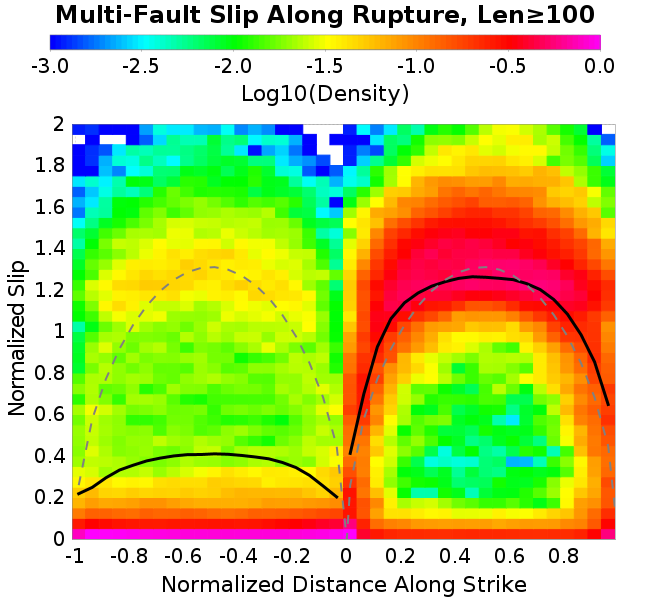 Multi-Fault Slip Along Rupture, Len≥100
-3.0 -2.5 -2.0 -1.5 -1.0 -0.5 0.0
Log10(Density)
2
1.8
1.6
1.4
1.2
1
0.8
0.6
0.4
0.2
0
Normalized Slip
-1 -0.8 -0.6 -0.4 -0.2 0 0.2 0.4 0.6 0.8
Normalized Distance Along Strike